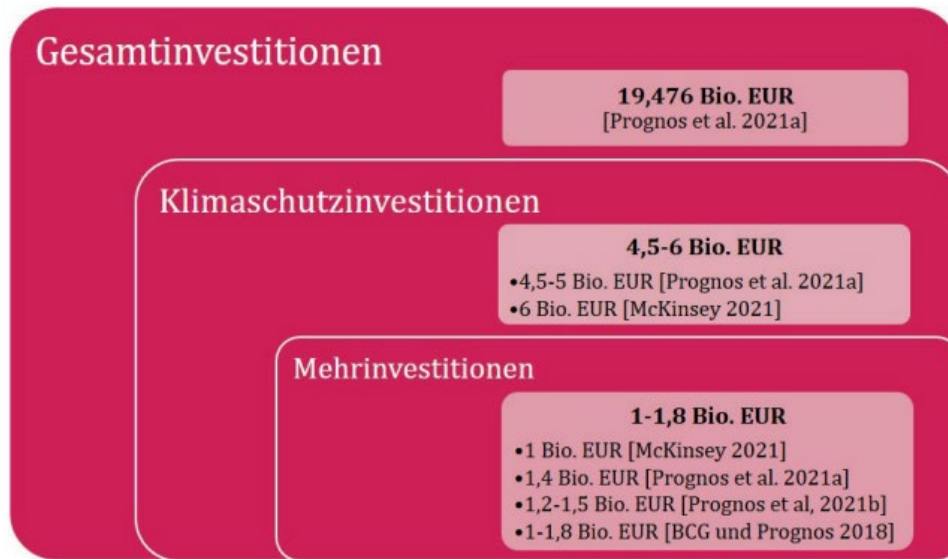 Gesamtinvestitionen
19,476 Bio. EUR
[Prognos et al. 2021a]
Klimaschutzinvestitionen
4,5-6 Bio. EUR
•4,5-5 Bio. EUR [Prognos et al. 2021a]
•6 Bio. EUR [McKinsey 2021]
Mehrinvestitionen
1-1,8 Bio. EUR
•1 Bio. EUR [McKinsey 2021]
•1,4 Bio. EUR [Prognos et al. 2021a]
•1,2-1,5 Bio. EUR [Prognos et al, 2021b]
•1-1,8 Bio. EUR [BCG und Prognos 2018]